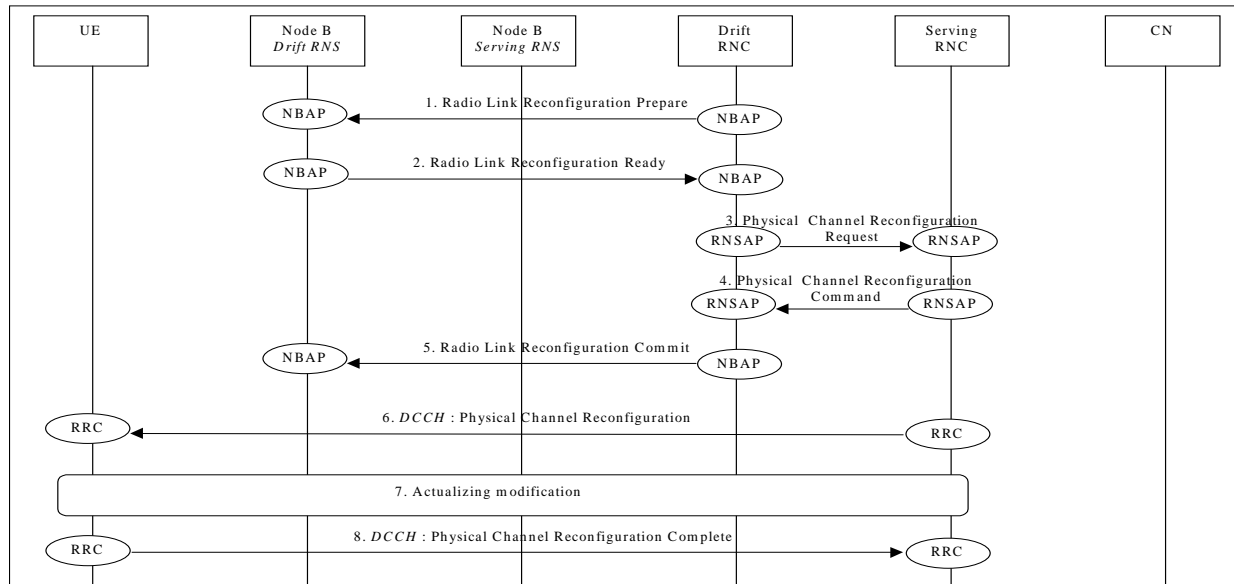 UE
Node B
Drift RNS
Node B
Serving RNS
Drift
RNC
Serving
RNC
CN
1. Radio Link Reconfiguration Prepare
NBAP
NBAP
2. Radio Link Reconfiguration Ready
NBAP
NBAP
3. Physical Channel Reconfiguration
Request
RNSAP
RNSAP
4. Physical Channel Reconfiguration
Command
RNSAP
RNSAP
5. Radio Link Reconfiguration Commit
NBAP
NBAP
6. DCCH : Physical Channel Reconfiguration
RRC
RRC
7. Actualizing modification
8. DCCH : Physical Channel Reconfiguration Complete
RRC
RRC